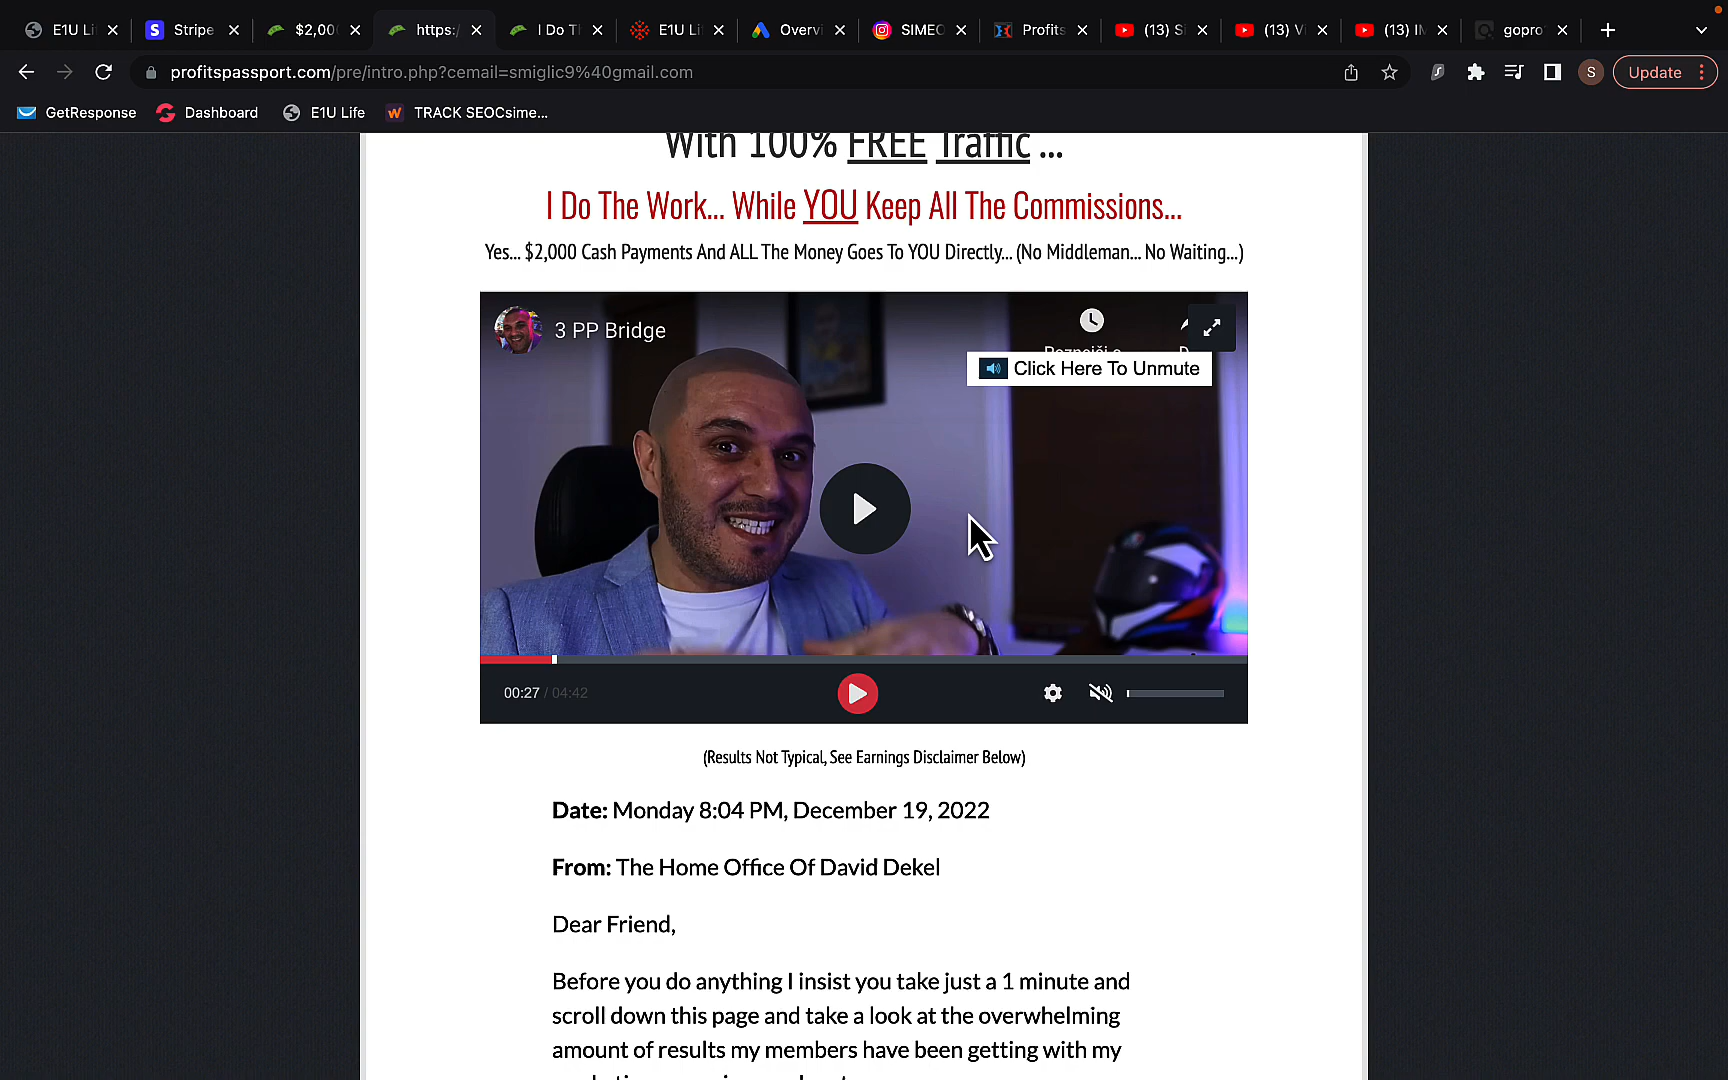 E1U Li
Stripe
$2,00
https:/
I Do Tl
E1U Li
Overvi
SIMEO
Profits
(13) S
(13) V
(13) I
gopro
profitspassport.com/pre/intro.php?cemail=smiglic9%40gmail.com
S
Update
GetResponse
Dashboard
E1U Life
TRACK SEOCsime...
With 100% FREE Traffic ...
I Do The Work... While YOU Keep All The Commissions...
Yes... $2,000 Cash Payments And ALL The Money Goes To YOU Directly... (No Middleman... No Waiting...)
3 PP Bridge
Click Here To Unmute
00:27 / 04:42
(Results Not Typical, See Earnings Disclaimer Below)
Date: Monday 8:04 PM, December 19, 2022
From: The Home Office Of David Dekel
Dear Friend,
Before you do anything I insist you take just a 1 minute and
scroll down this page and take a look at the overwhelming
amount of results my members have been getting with my